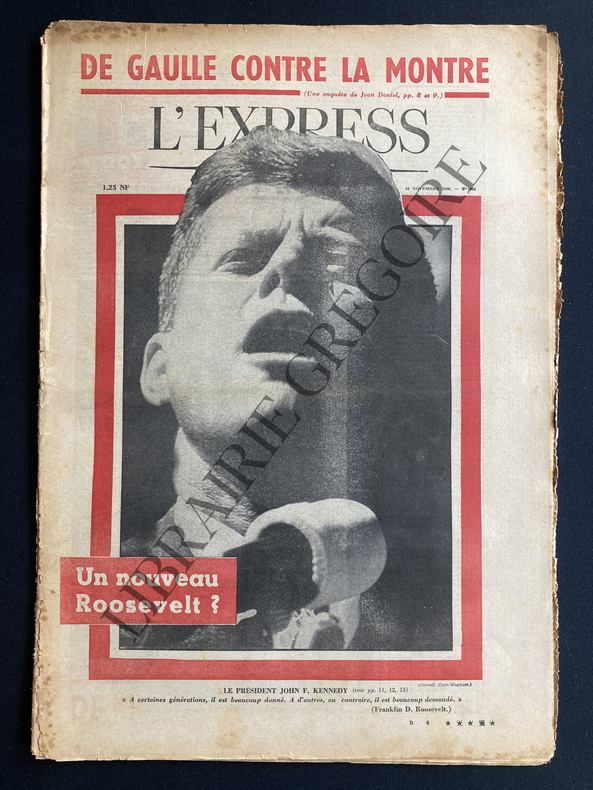 DE GAULLE CONTRE LA MONTRE
(Une enquête de Jean Daniel, pp. 8 et 9.)
L'EXPRESS
1,25 NF
NOVEMBRE
LIBRAIRIE GREGOIRE
Un nouveau
Roosevelt ?
LE PRÉSIDENT JOHN F. KENNEDY (voir pp. 11, 12, 13)
« A certaines générations, il est beaucoup donné. A d'autres, au contraire, il est beaucoup demandé. »
(Franklin D. Roosevelt.)